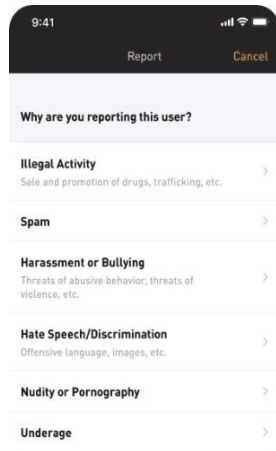 9:41
Report
Cancel
Why are you reporting this user?
Illegal Activity
Sale and promotion of drugs, trafficking, etc.
Spam
Harassment or Bullying
Threats of abusive behavior, threats of
violence, etc.
Hate Speech/Discrimination
Offensive language, images, etc.
Nudity or Pornography
Underage